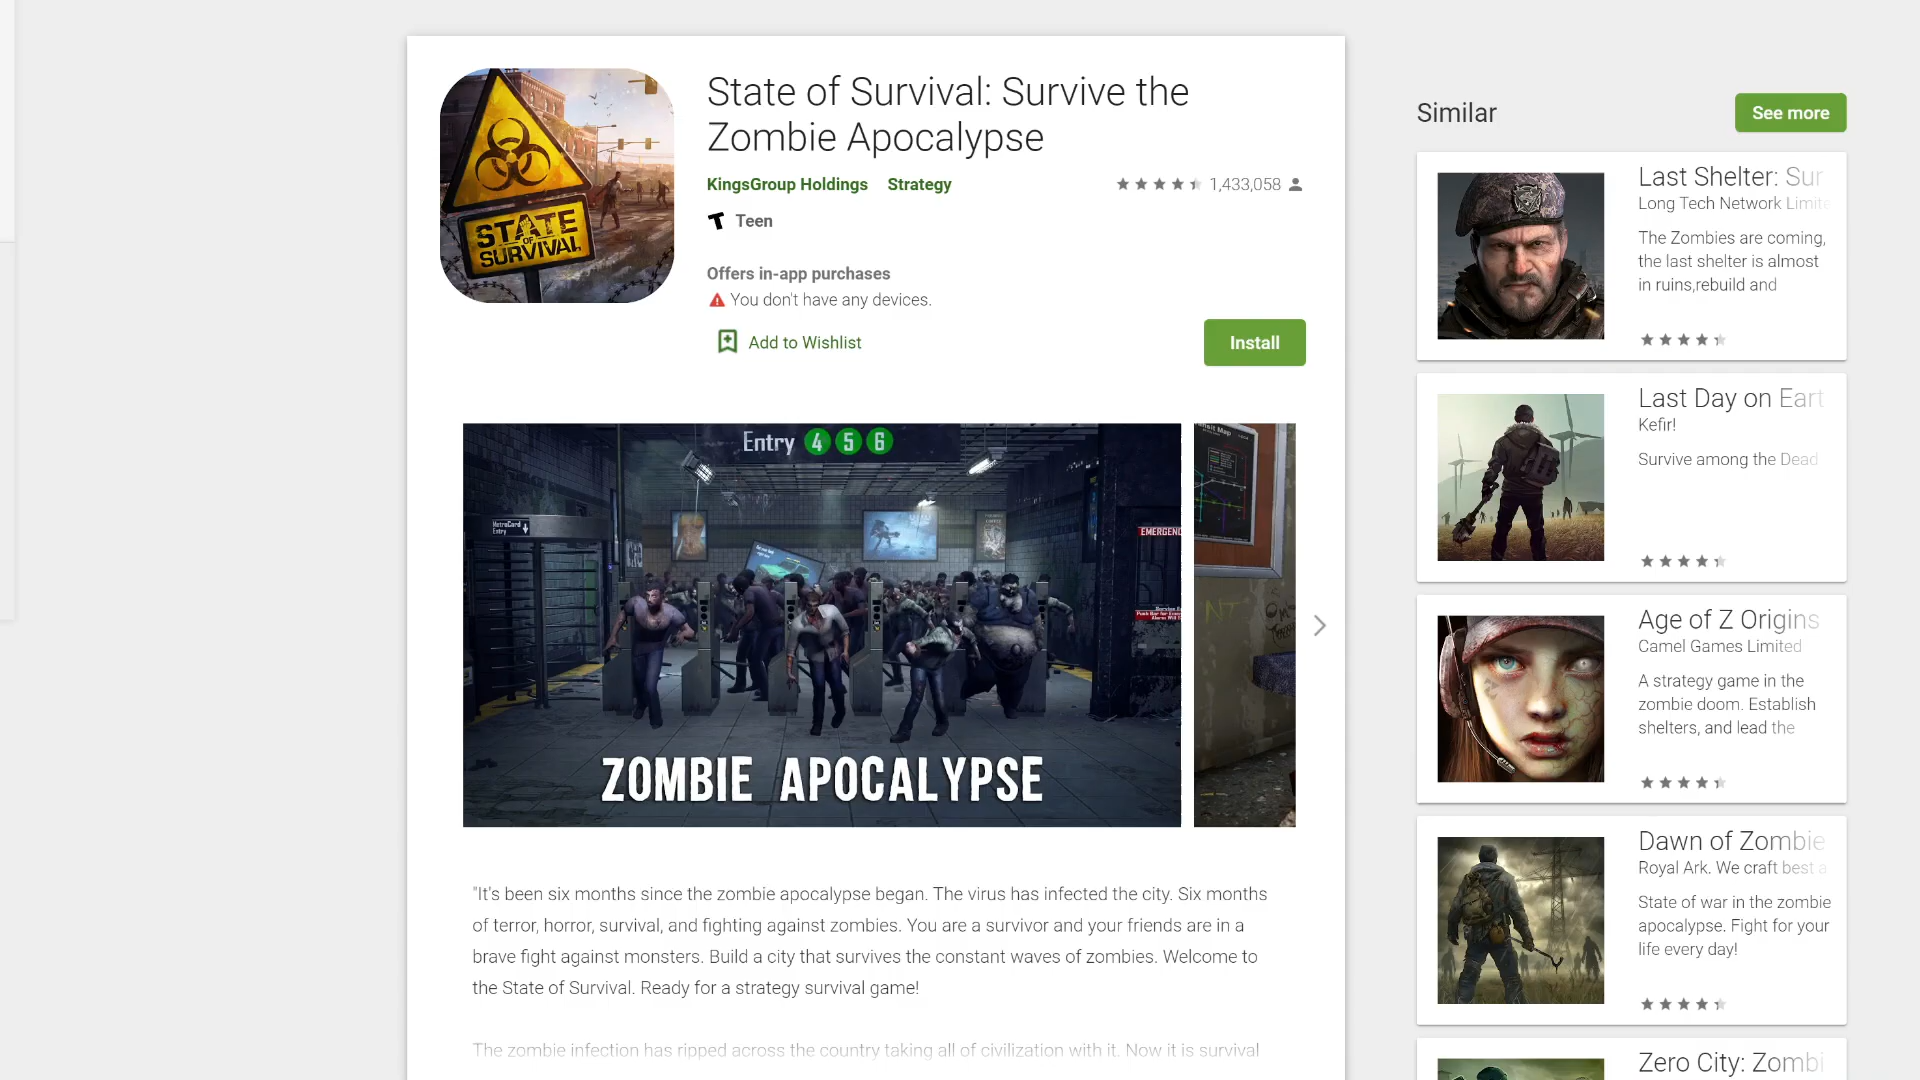 State of Survival: Survive the
Zombie Apocalypse
KingsGroup Holdings Strategy
1,433,058
Teen
Offers in-app purchases
You don't have any devices.
Add to Wishlist
Install
STATE
OF
SURVIVAL
Entry 4 5 6
MetroCard
Entry
EMERGENC
ZOMBIE APOCALYPSE
"It's been six months since the zombie apocalypse began. The virus has infected the city. Six months
of terror, horror, survival, and fighting against zombies. You are a survivor and your friends are in a
brave fight against monsters. Build a city that survives the constant waves of zombies. Welcome to
the State of Survival. Ready for a strategy survival game!
The zombie infection has ripped across the country taking all of civilization with it. Now it is survival
Similar
See more
Last Shelter: Sur
Long Tech Network Limite
The Zombies are coming,
the last shelter is almost
in ruins,rebuild and
Last Day on Eart
Kefir!
Survive among the Dead
Age of Z Origins
Camel Games Limited
A strategy game in the
zombie doom. Establish
shelters, and lead the
Dawn of Zombie
Royal Ark. We craft best a
State of war in the zombie
apocalypse. Fight for your
life every day!
Zero City: Zombi